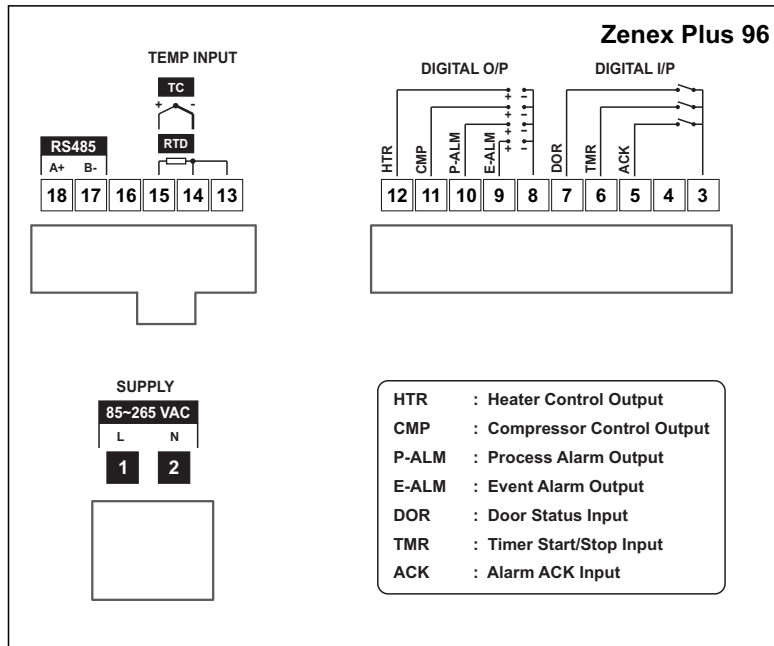 Zenex Plus 96
TEMP INPUT
TC
+ -
RTD
RS485
A+ B-
18 17 16 15 14 13
DIGITAL O/P DIGITAL I/P
+ -
+ -
+ -
+ -
HTR CMP P-ALM E-ALM DOR TMR ACK
12 11 10 9 8 7 6 5 4 3
SUPPLY
85~265 VAC
L N
1 2
HTR : Heater Control Output
CMP : Compressor Control Output
P-ALM : Process Alarm Output
E-ALM : Event Alarm Output
DOR : Door Status Input
TMR : Timer Start/Stop Input
ACK : Alarm ACK Input